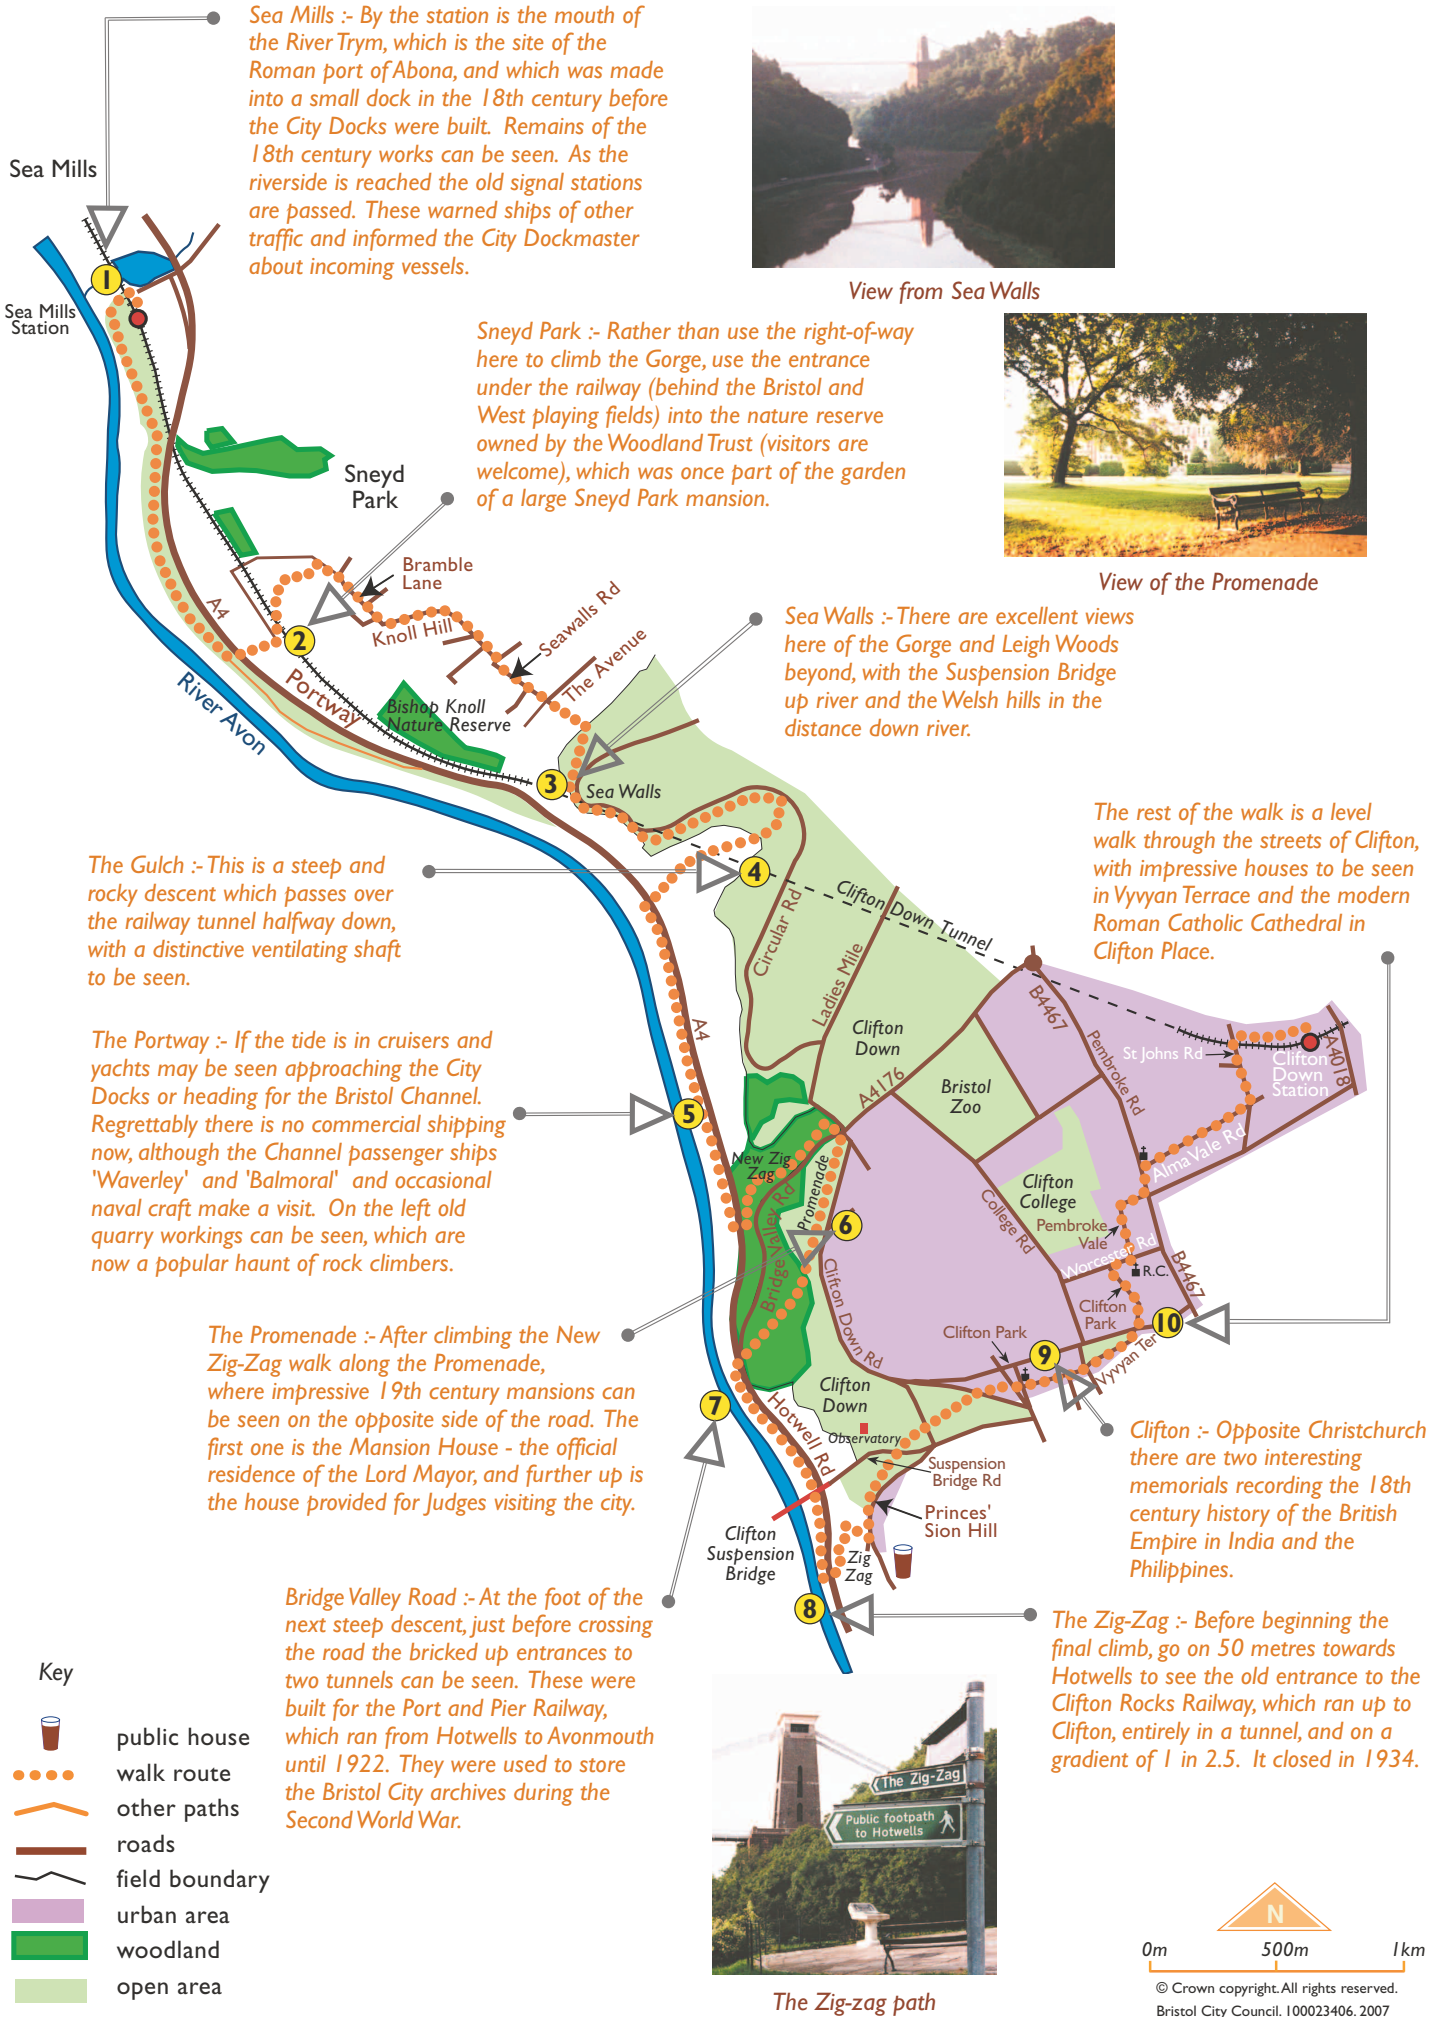 Sea Mills :- By the station is the mouth of
the River Trym, which is the site of the
Roman port of Abona, and which was made
into a small dock in the 18th century before
the City Docks were built. Remains of the
18th century works can be seen. As the
riverside is reached the old signal stations
are passed. These warned ships of other
traffic and informed the City Dockmaster
about incoming vessels.
Sea Mills
1
Sea Mills
Station
View from Sea Walls
Sneyd Park :- Rather than use the right-of-way
here to climb the Gorge, use the entrance
under the railway (behind the Bristol and
West playing fields) into the nature reserve
owned by the Woodland Trust (visitors are
welcome), which was once part of the garden
of a large Sneyd Park mansion.
View of the Promenade
Sneyd
Park
Bramble
Lane
A4
2
Knoll Hill
Seawalls Rd
The Avenue
Portway
River Avon
Bishop Knoll
Nature Reserve
Sea Walls :- There are excellent views
here of the Gorge and Leigh Woods
beyond, with the Suspension Bridge
up river and the Welsh hills in the
distance down river.
3
Sea Walls
The rest of the walk is a level
walk through the streets of Clifton,
with impressive houses to be seen
in Vyvyan Terrace and the modern
Roman Catholic Cathedral in
Clifton Place.
The Gulch :- This is a steep and
rocky descent which passes over
the railway tunnel halfway down,
with a distinctive ventilating shaft
to be seen.
4
Clifton Down Tunnel
Circular Rd
Ladies Mile
The Portway :- If the tide is in cruisers and
yachts may be seen approaching the City
Docks or heading for the Bristol Channel.
Regrettably there is no commercial shipping
now, although the Channel passenger ships
'Waverley' and 'Balmoral' and occasional
naval craft make a visit. On the left old
quarry workings can be seen, which are
now a popular haunt of rock climbers.
A4
5
Clifton
Down
B4467
Pembroke Rd
St Johns Rd
Clifton
Down
Station
A4018
A4176
Bristol
Zoo
Alma Vale Rd
New Zig
Zag
Promenade
Bridge Valley Rd
6
Clifton
College
College Rd
Pembroke
Vale
Worcester Rd
R.C.
B4467
Clifton
Park
10
Clifton Down Rd
Clifton Park
9
Vyvyan Ter
The Promenade :- After climbing the New
Zig-Zag walk along the Promenade,
where impressive 19th century mansions can
be seen on the opposite side of the road. The
first one is the Mansion House - the official
residence of the Lord Mayor, and further up is
the house provided for Judges visiting the city.
7
Hotwell Rd
Clifton
Down
Observatory
Suspension
Bridge Rd
Princes'
Sion Hill
Clifton
Suspension
Bridge
Zig
Zag
8
Clifton :- Opposite Christchurch
there are two interesting
memorials recording the 18th
century history of the British
Empire in India and the
Philippines.
Bridge Valley Road :- At the foot of the
next steep descent, just before crossing
the road the bricked up entrances to
two tunnels can be seen. These were
built for the Port and Pier Railway,
which ran from Hotwells to Avonmouth
until 1922. They were used to store
the Bristol City archives during the
Second World War.
The Zig-Zag :- Before beginning the
final climb, go on 50 metres towards
Hotwells to see the old entrance to the
Clifton Rocks Railway, which ran up to
Clifton, entirely in a tunnel, and on a
gradient of 1 in 2.5. It closed in 1934.
Key
public house
walk route
other paths
roads
field boundary
urban area
woodland
open area
The Zig-Zag
Public footpath
to Hotwells
The Zig-zag path
N
0m 500m 1km
© Crown copyright. All rights reserved.
Bristol City Council. 100023406. 2007